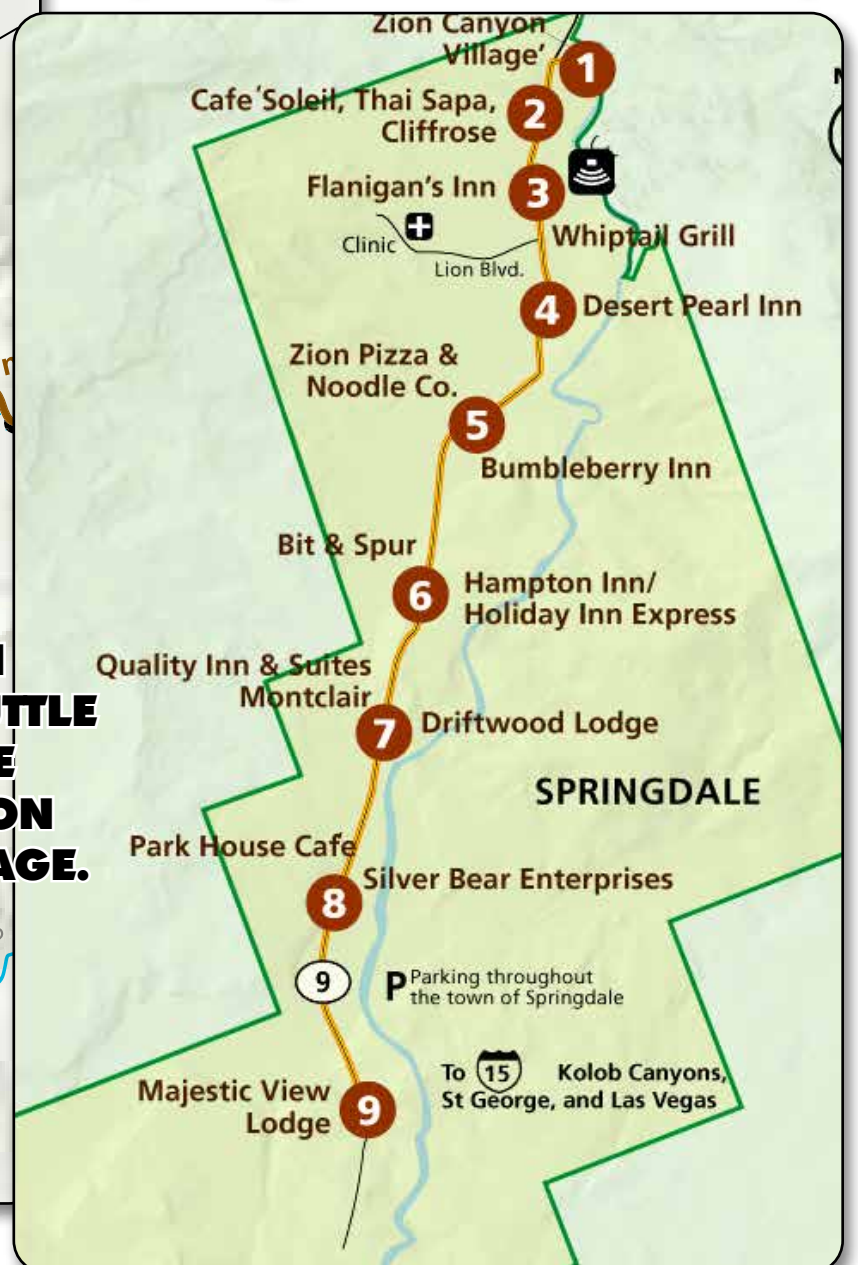 Zion Canyon
Village'
1
Cafe´Soleil, Thai Sapa,
Cliffrose
2
Flanigan's Inn
3
Clinic
Lion Blvd.
Whiptail Grill
4
Desert Pearl Inn
Zion Pizza &
Noodle Co.
5
Bumbleberry Inn
Bit & Spur
6
Hampton Inn/
Holiday Inn Express
Quality Inn & Suites
Montclair
7
Driftwood Lodge
SPRINGDALE
Park House Cafe
8
Silver Bear Enterprises
9
P Parking throughout
the town of Springdale
To 15 Kolob Canyons,
St George, and Las Vegas
Majestic View
Lodge
9